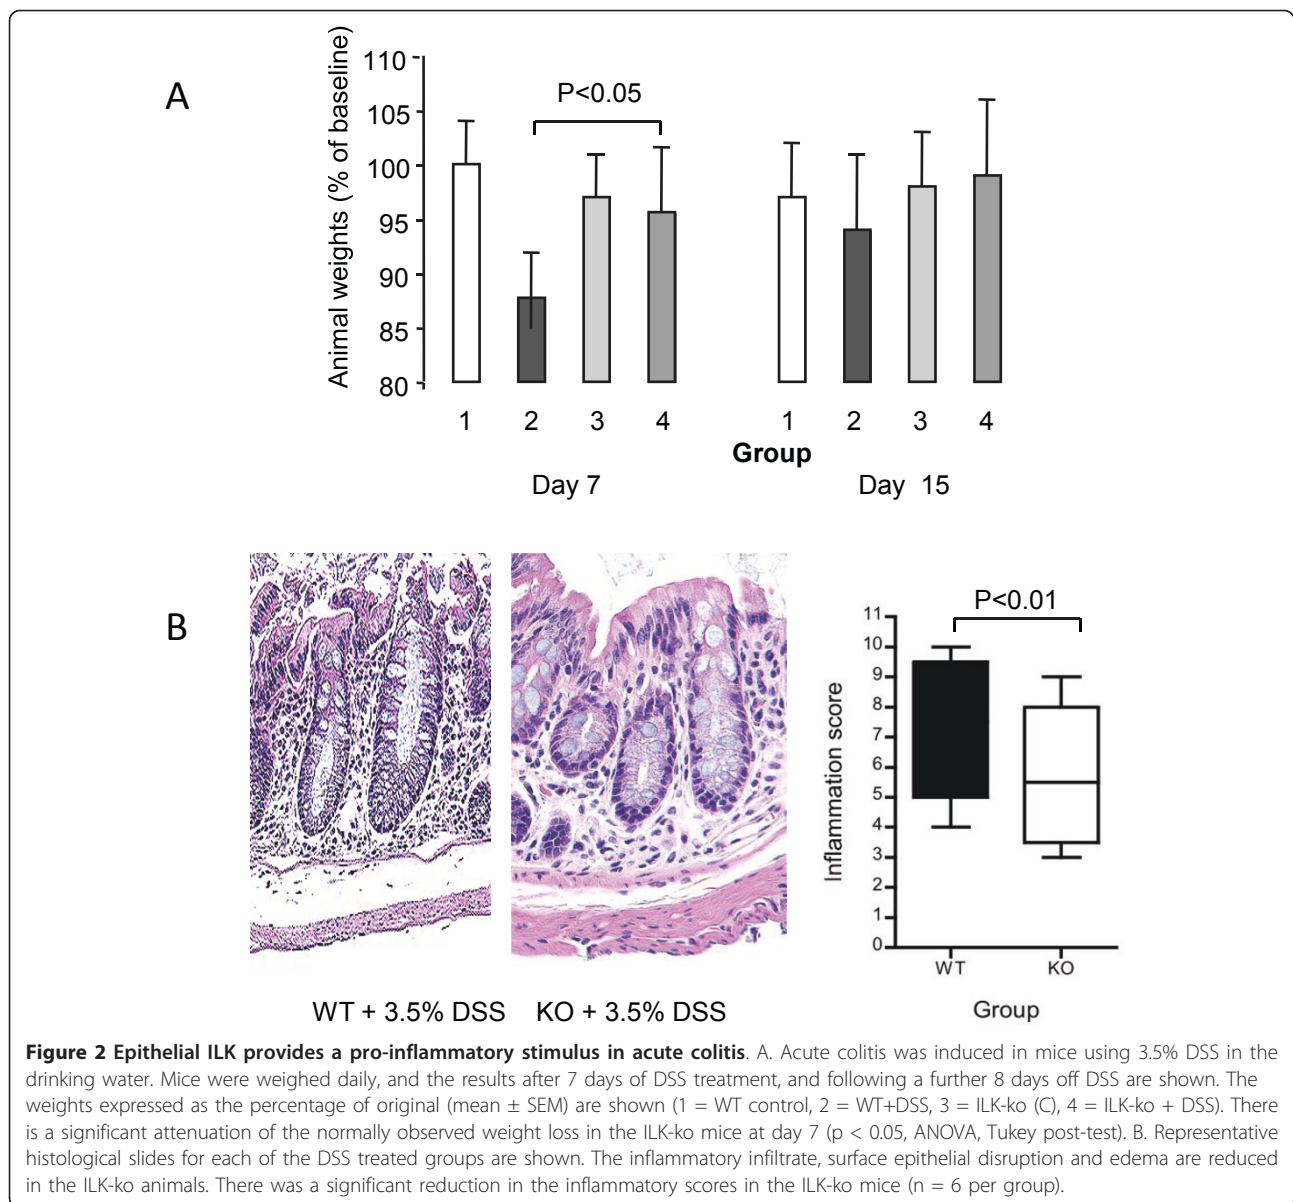 A
Animal weights (% of baseline)
110
105
100
95
90
85
80
P<0.05
1 2 3 4 1 2 3 4
Group
Day 7 Day 15
B
WT + 3.5% DSS KO + 3.5% DSS
P<0.01
Inflammation score
11
10
9
8
7
6
5
4
3
2
1
0
WT KO
Group
Figure 2 Epithelial ILK provides a pro-inflammatory stimulus in acute colitis. A. Acute colitis was induced in mice using 3.5% DSS in the
drinking water. Mice were weighed daily, and the results after 7 days of DSS treatment, and following a further 8 days off DSS are shown. The
weights expressed as the percentage of original (mean ± SEM) are shown (1 = WT control, 2 = WT+DSS, 3 = ILK-ko (C), 4 = ILK-ko + DSS). There
is a significant attenuation of the normally observed weight loss in the ILK-ko mice at day 7 (p < 0.05, ANOVA, Tukey post-test). B. Representative
histological slides for each of the DSS treated groups are shown. The inflammatory infiltrate, surface epithelial disruption and edema are reduced
in the ILK-ko animals. There was a significant reduction in the inflammatory scores in the ILK-ko mice (n = 6 per group).